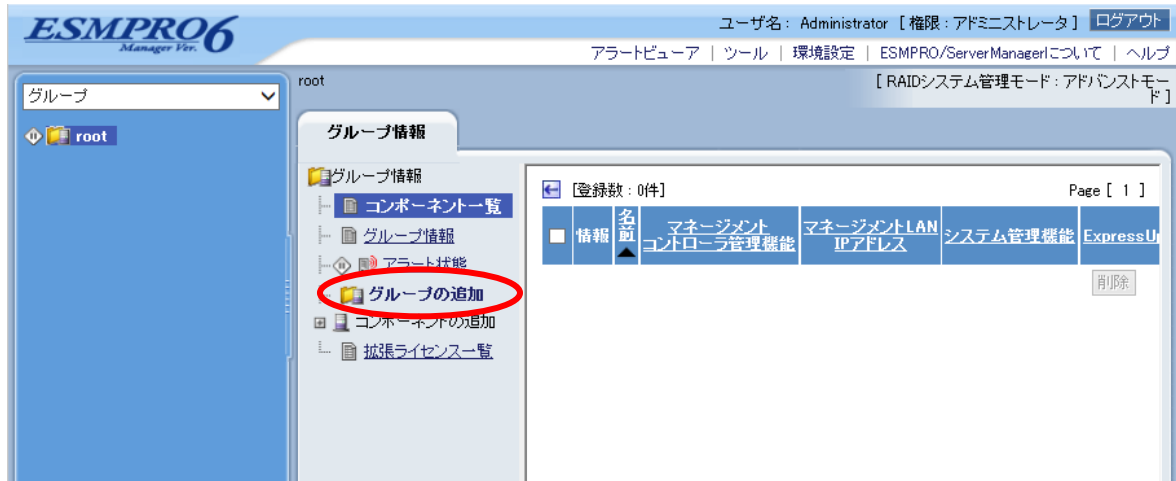 ESMPRO6
Manager Ver.
ユーザ名： Administrator [ 権限：アドミニストレータ ] ログアウト
アラートビューア | ツール | 環境設定 | ESMPRO/ServerManagerについて | ヘルプ
グループ
root
root
[ RAIDシステム管理モード：アドバンストモー
ド ]
グループ情報
グループ情報
コンポーネント一覧
グループ情報
アラート状態
グループの追加
コンポーネントの追加
拡張ライセンス一覧
[登録数：0件]
Page [ 1 ]
情報
名前
マネージメント
コントローラ管理機能
マネージメントLAN
IPアドレス
システム管理機能
ExpressU
削除